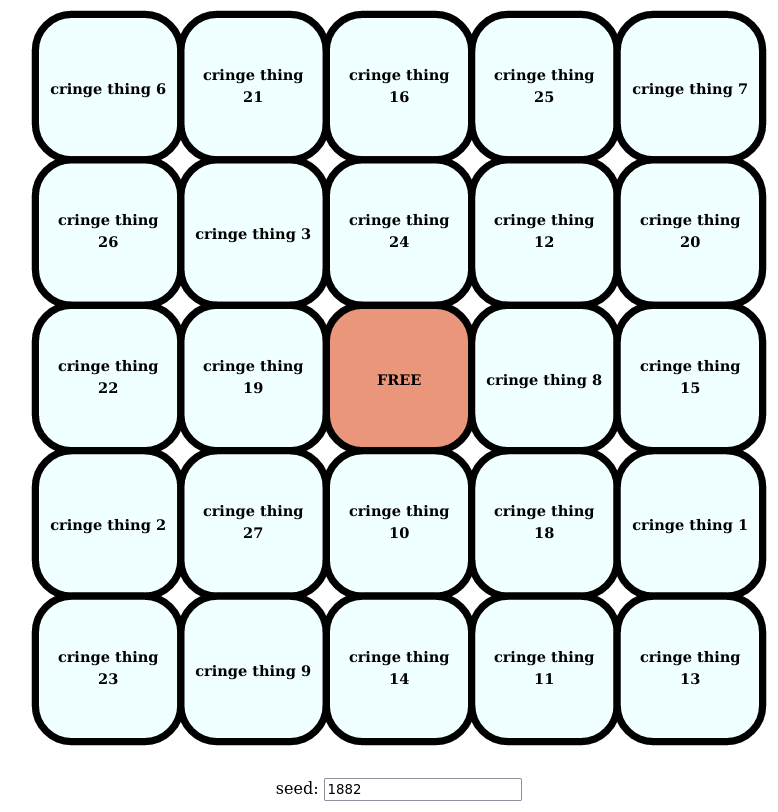 cringe thing 6
cringe thing
21
cringe thing
16
cringe thing
25
cringe thing 7
cringe thing
26
cringe thing 3
cringe thing
24
cringe thing
12
cringe thing
20
cringe thing
22
cringe thing
19
FREE
cringe thing 8
cringe thing
15
cringe thing 2
cringe thing
27
cringe thing
10
cringe thing
18
cringe thing 1
cringe thing
23
cringe thing 9
cringe thing
14
cringe thing
11
cringe thing
13
seed: 1882